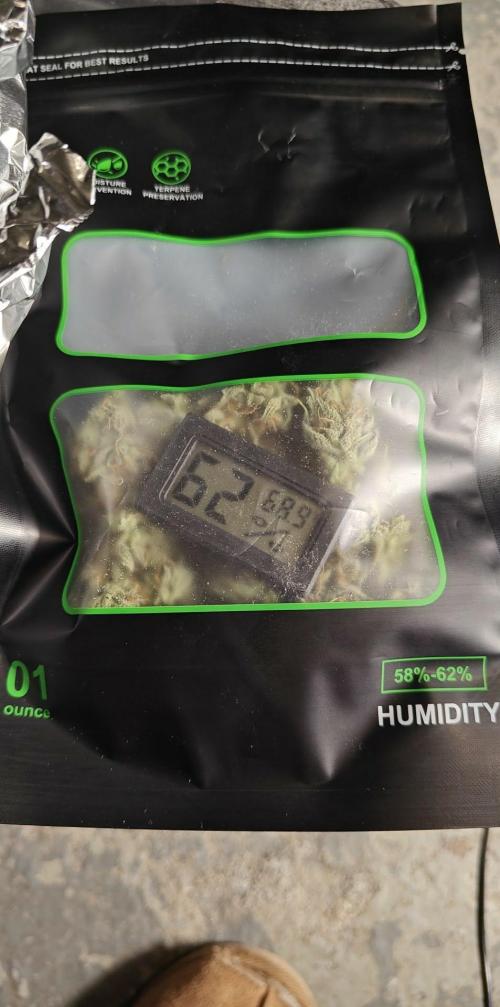 AT SEAL FOR BEST RESULTS
ISTURE
VENTION
TERPENE
PRESERVATION
62
68.9
%
01
ounce
58%-62%
HUMIDITY